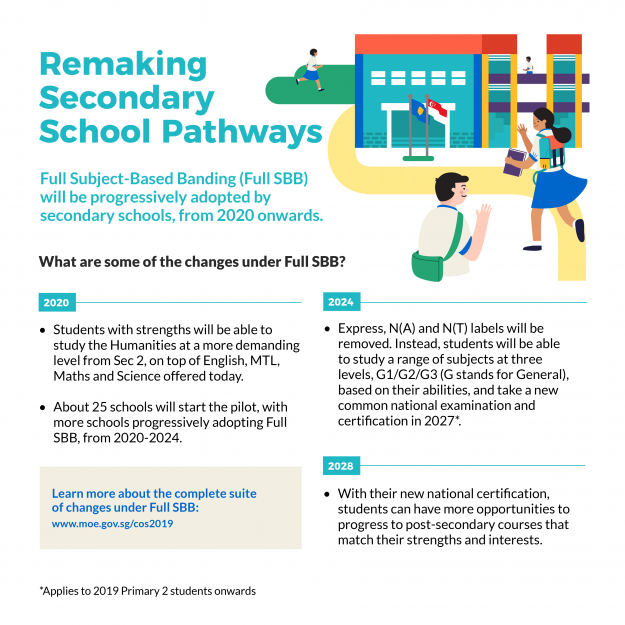 Remaking
Secondary
School Pathways
Full Subject-Based Banding (Full SBB)
will be progressively adopted by
secondary schools, from 2020 onwards.
What are some of the changes under Full SBB?
2020
• Students with strengths will be able to
study the Humanities at a more demanding
level from Sec 2, on top of English, MTL,
Maths and Science offered today.
• About 25 schools will start the pilot, with
more schools progressively adopting Full
SBB, from 2020-2024.
Learn more about the complete suite
of changes under Full SBB:
www.moe.gov.sg/cos2019
2024
• Express, N(A) and N(T) labels will be
removed. Instead, students will be able
to study a range of subjects at three
levels, G1/G2/G3 (G stands for General),
based on their abilities, and take a new
common national examination and
certification in 2027*.
2028
• With their new national certification,
students can have more opportunities to
progress to post-secondary courses that
match their strengths and interests.
*Applies to 2019 Primary 2 students onwards